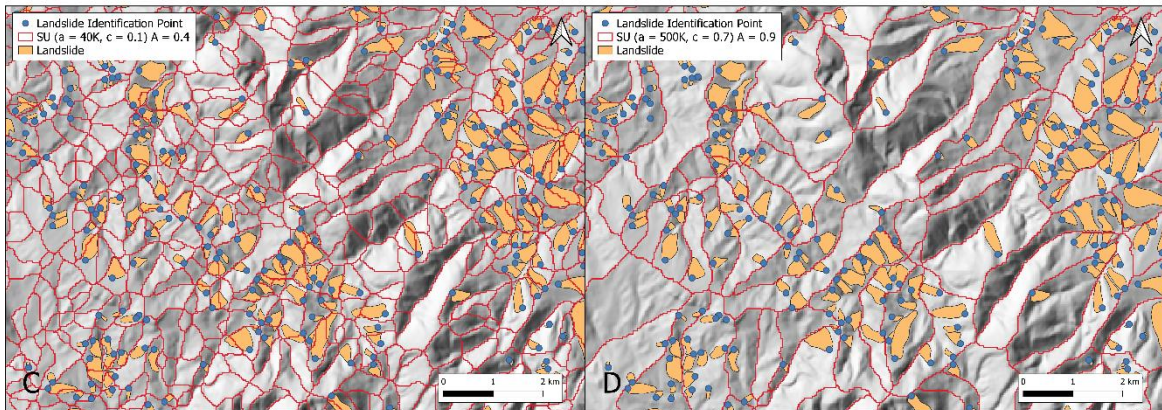 Landslide Identification Point
SU (a = 40K, c = 0.1) A = 0.4
Landslide
C
0 1 2 km
Landslide Identification Point
SU (a = 500K, c = 0.7) A = 0.9
Landslide
D
0 1 2 km